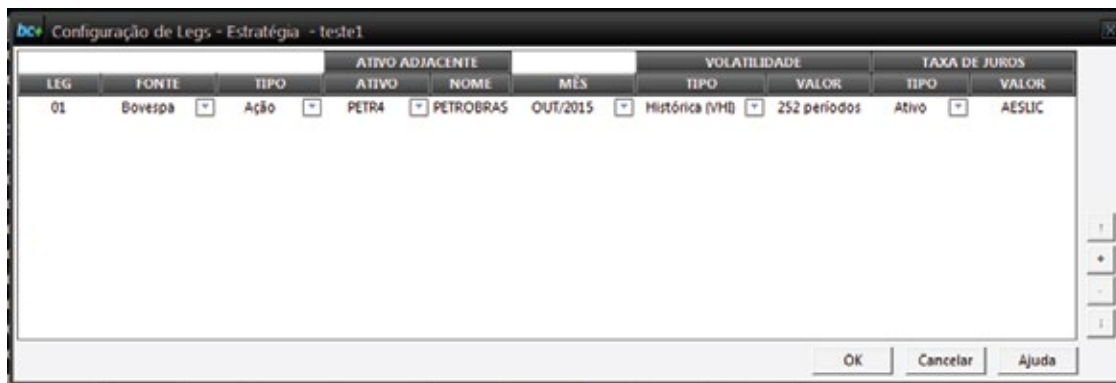 bc+ Configuração de Legs - Estratégia - teste1
ATIVO ADJACENTE VOLATILIDADE TAXA DE JUROS
LEG FONTE TIPO ATIVO NOME MÊS TIPO VALOR TIPO VALOR
01 Bovespa Ação PETR4 PETROBRAS OUT/2015 Histórica (VHI) 252 períodos Ativo AESLIC
OK Cancelar Ajuda